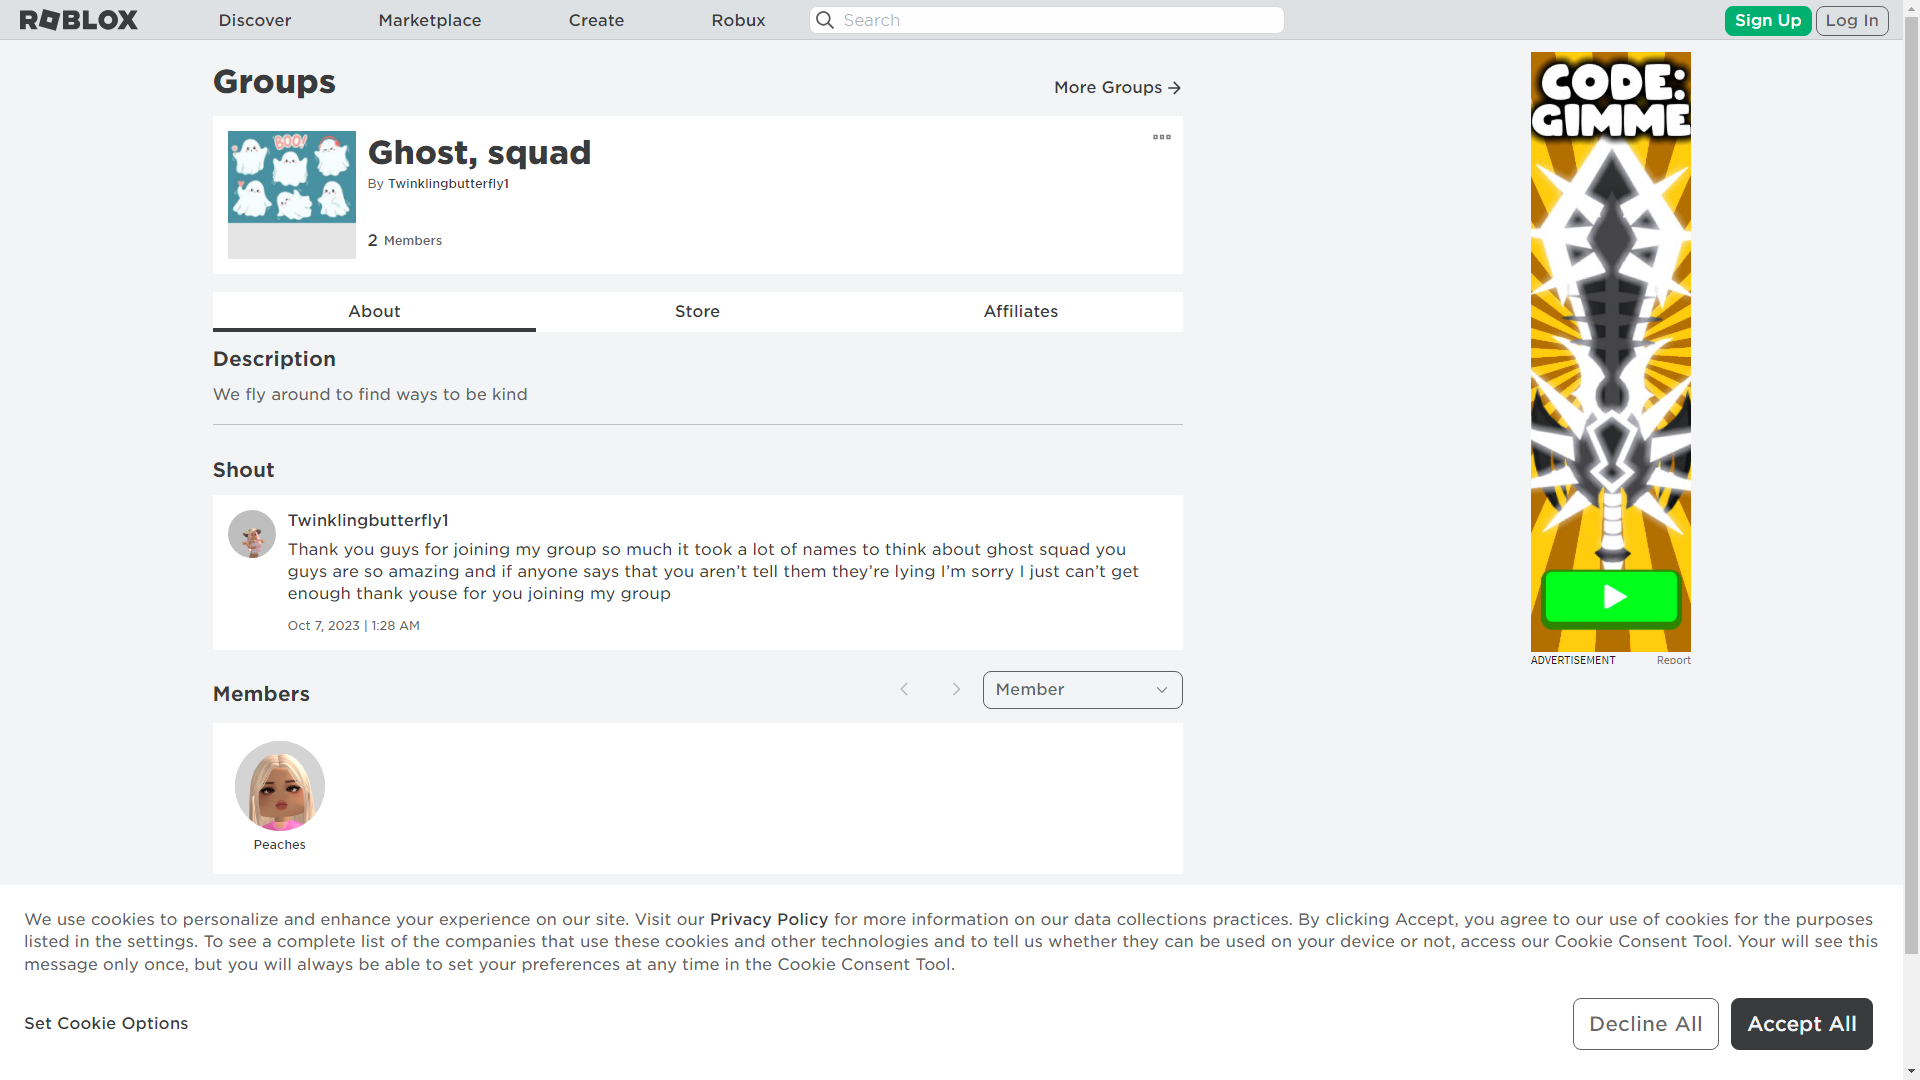 ROBLOX
Discover
Marketplace
Create
Robux
Search
Sign Up
Log In
Groups
More Groups
BOO!
Ghost, squad
By Twinklingbutterfly1
2 Members
About
Store
Affiliates
Description
We fly around to find ways to be kind
Shout
Twinklingbutterfly1
Thank you guys for joining my group so much it took a lot of names to think about ghost squad you
guys are so amazing and if anyone says that you aren’t tell them they’re lying I’m sorry I just can’t get
enough thank youse for you joining my group
Oct 7, 2023 | 1:28 AM
Members
Member
Peaches
CODE:
GIMME
ADVERTISEMENT
Report
We use cookies to personalize and enhance your experience on our site. Visit our Privacy Policy for more information on our data collections practices. By clicking Accept, you agree to our use of cookies for the purposes
listed in the settings. To see a complete list of the companies that use these cookies and other technologies and to tell us whether they can be used on your device or not, access our Cookie Consent Tool. Your will see this
message only once, but you will always be able to set your preferences at any time in the Cookie Consent Tool.
Set Cookie Options
Decline All
Accept All